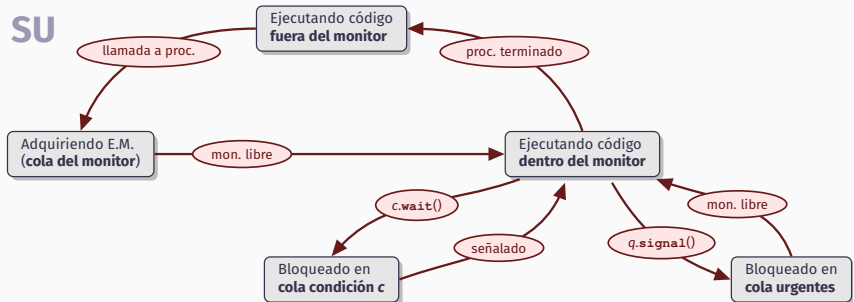 SU
Ejecutando código
fuera del monitor
llamada a proc.
proc. terminado
Adquiriendo E.M.
(cola del monitor)
mon. libre
Ejecutando código
dentro del monitor
c.wait()
mon. libre
señalado
q.signal()
Bloqueado en
cola condición c
Bloqueado en
cola urgentes